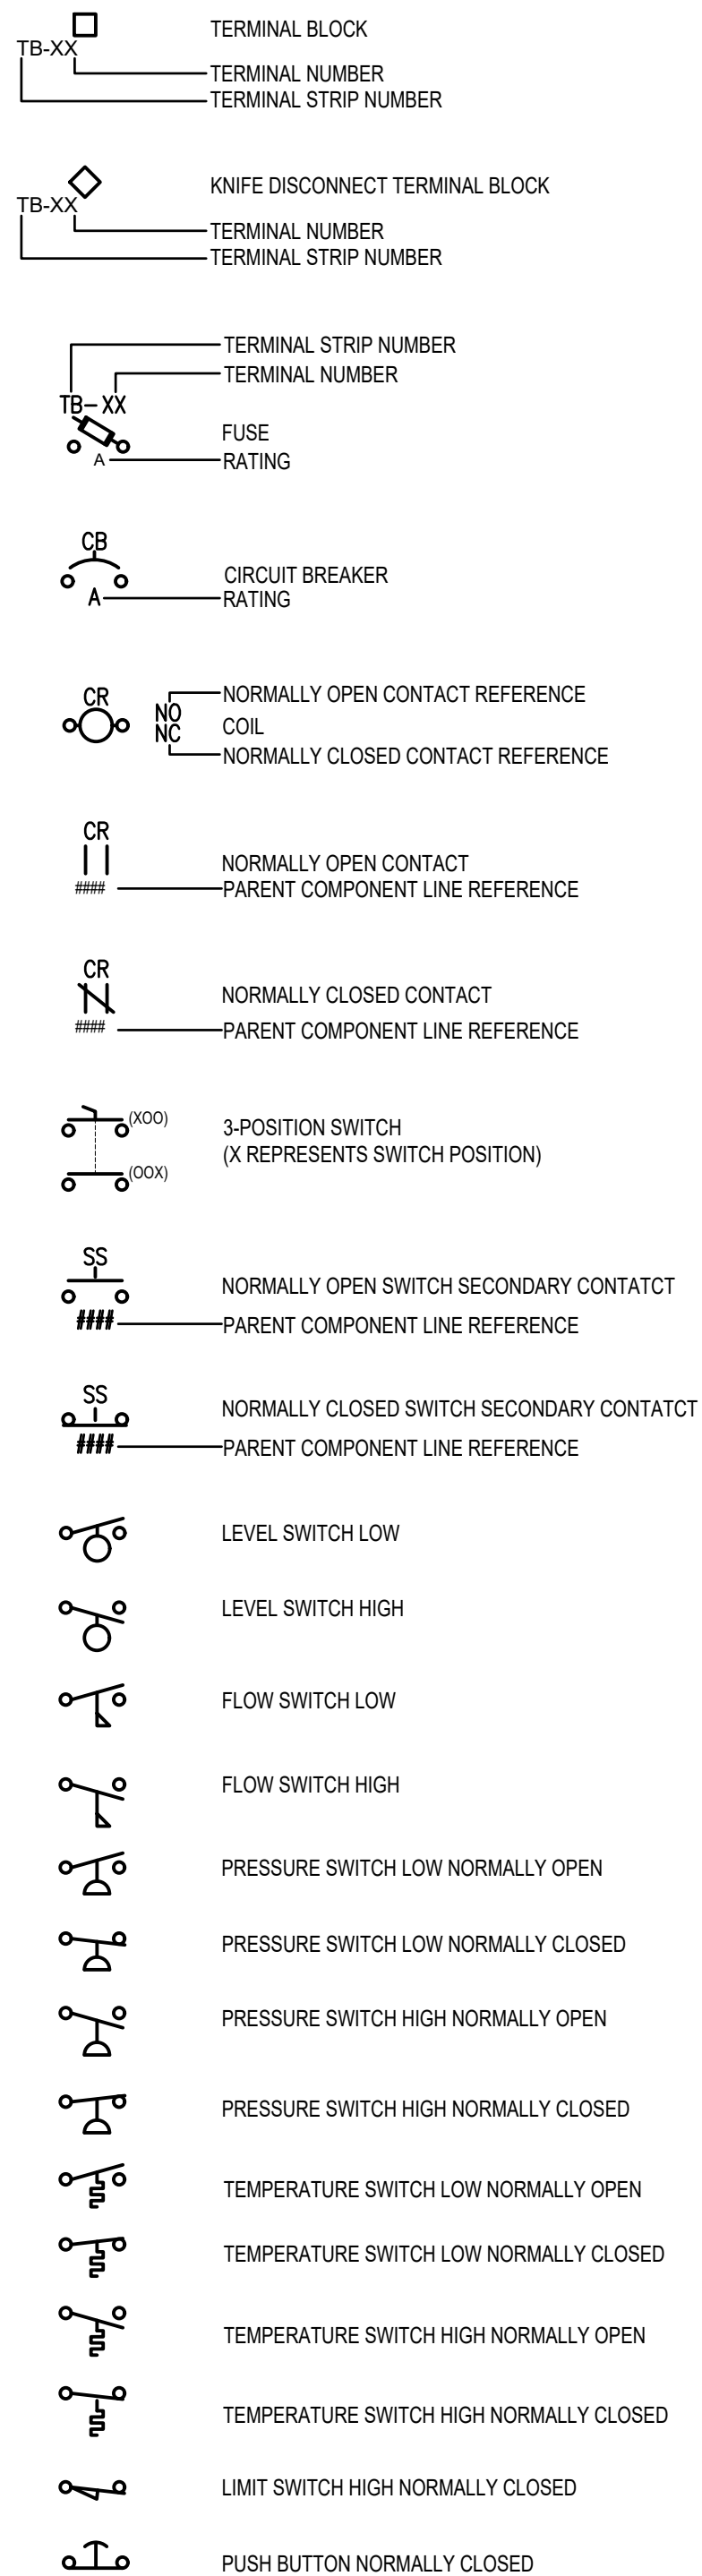 TERMINAL BLOCK
TB-XX
TERMINAL NUMBER
TERMINAL STRIP NUMBER
KNIFE DISCONNECT TERMINAL BLOCK
TB-XX
TERMINAL NUMBER
TERMINAL STRIP NUMBER
TERMINAL STRIP NUMBER
TERMINAL NUMBER
TB-XX
FUSE
A RATING
CB
CIRCUIT BREAKER
A RATING
CR NO NORMALLY OPEN CONTACT REFERENCE
COIL
NC NORMALLY CLOSED CONTACT REFERENCE
CR
NORMALLY OPEN CONTACT
#### PARENT COMPONENT LINE REFERENCE
CR
NORMALLY CLOSED CONTACT
#### PARENT COMPONENT LINE REFERENCE
(XOO) 3-POSITION SWITCH
(X REPRESENTS SWITCH POSITION)
(OOX)
SS
NORMALLY OPEN SWITCH SECONDARY CONTATCT
#### PARENT COMPONENT LINE REFERENCE
SS
NORMALLY CLOSED SWITCH SECONDARY CONTATCT
#### PARENT COMPONENT LINE REFERENCE
LEVEL SWITCH LOW
LEVEL SWITCH HIGH
FLOW SWITCH LOW
FLOW SWITCH HIGH
PRESSURE SWITCH LOW NORMALLY OPEN
PRESSURE SWITCH LOW NORMALLY CLOSED
PRESSURE SWITCH HIGH NORMALLY OPEN
PRESSURE SWITCH HIGH NORMALLY CLOSED
TEMPERATURE SWITCH LOW NORMALLY OPEN
TEMPERATURE SWITCH LOW NORMALLY CLOSED
TEMPERATURE SWITCH HIGH NORMALLY OPEN
TEMPERATURE SWITCH HIGH NORMALLY CLOSED
LIMIT SWITCH HIGH NORMALLY CLOSED
PUSH BUTTON NORMALLY CLOSED